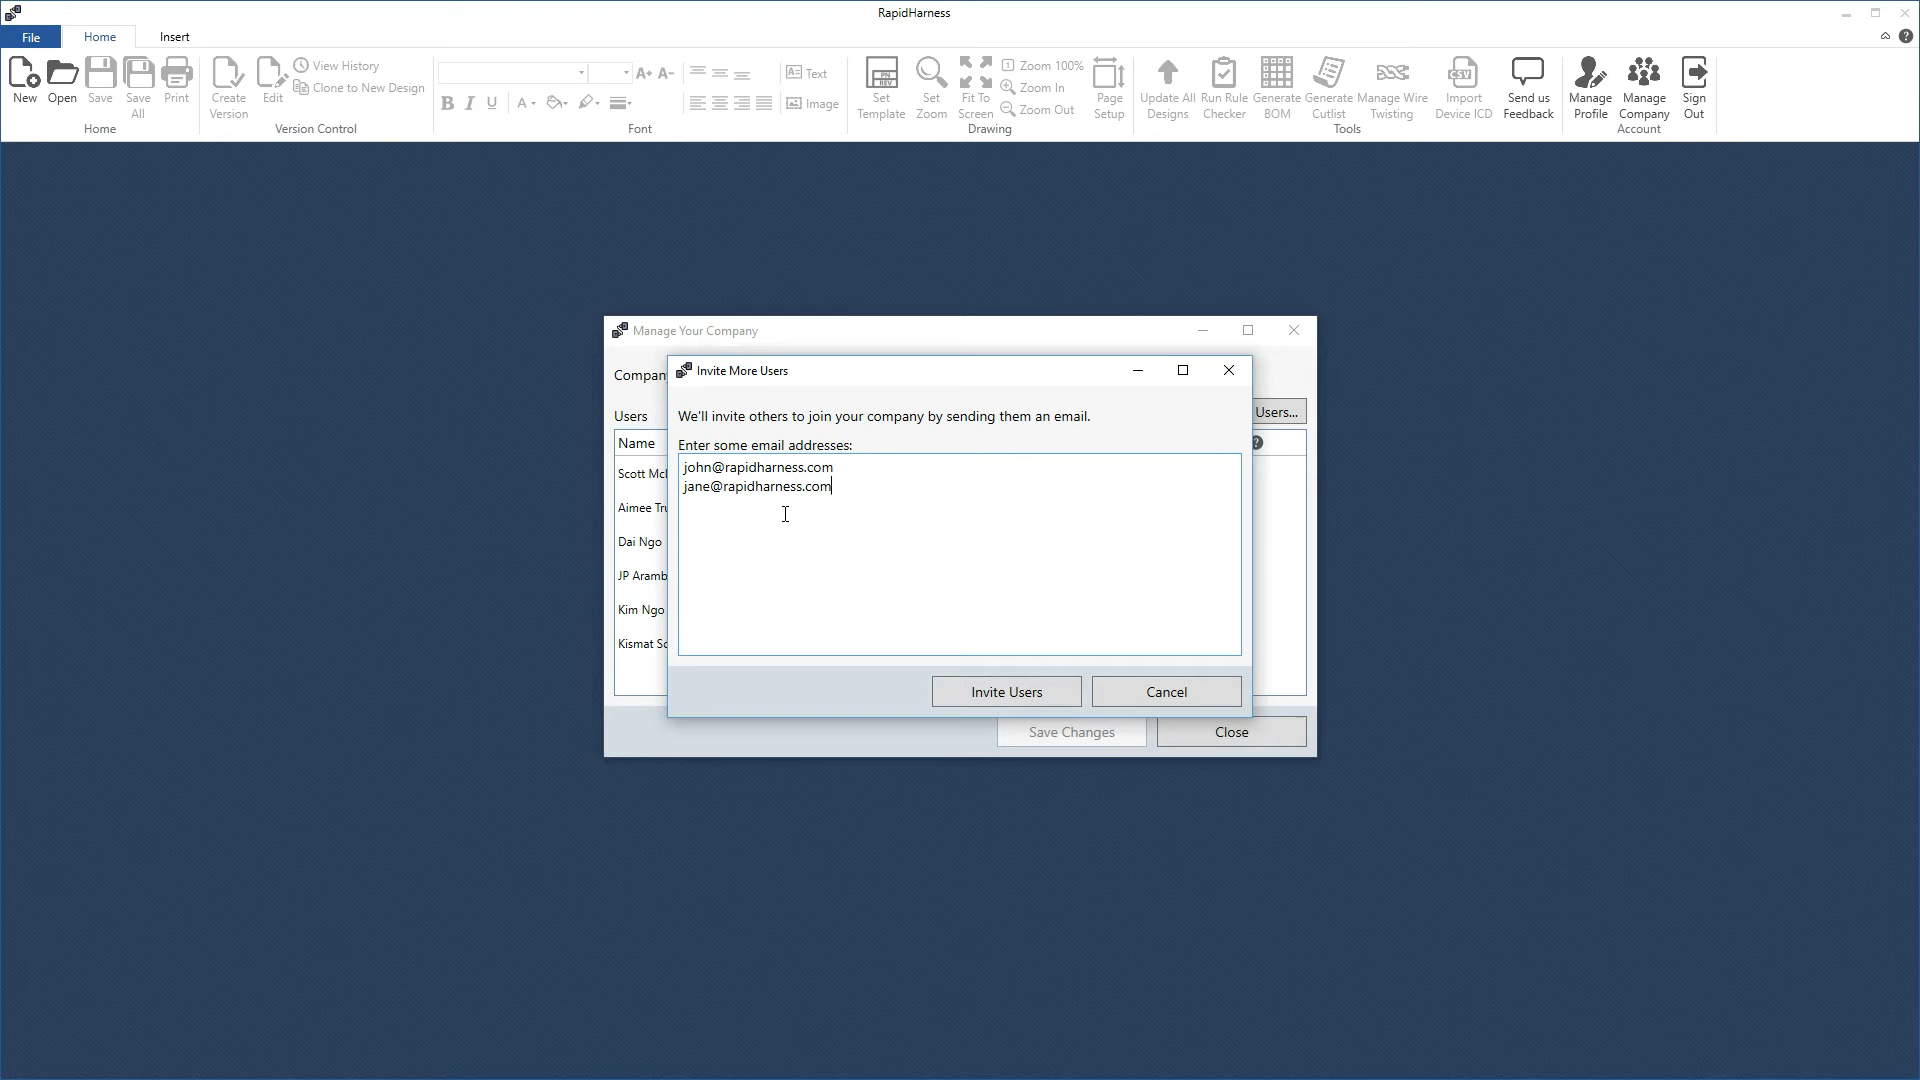 RapidHarness
File
Home
Insert
New
Open
Save
Save All
Print
Home
Create Version
Edit
View History
Clone to New Design
Version Control
A+ A-
B I U A
Text
Image
Font
Set Template
Set Zoom
Fit To Screen
1 Zoom 100%
Zoom In
Zoom Out
Page Setup
Drawing
Update All Designs
Run Rule Checker
Generate BOM
Generate Cutlist
Manage Wire Twisting
CSV
Import Device ICD
Send us Feedback
Tools
Manage Profile
Manage Company
Sign Out
Account
Manage Your Company
Users
Users...
Name
Scott
Aimee
Dai Ngo
JP
Kim Ngo
Kismat
Invite More Users
We'll invite others to join your company by sending them an email.
Enter some email addresses:
john@rapidharness.com
jane@rapidharness.com
Invite Users
Cancel
Save Changes
Close